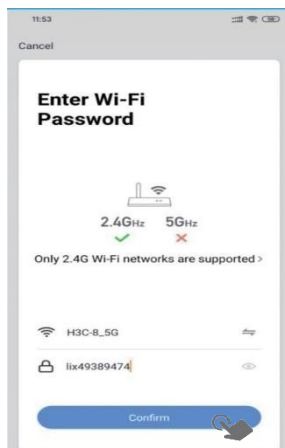 11:53
Cancel
Enter Wi-Fi
Password
2.4GHz 5GHz
Only 2.4G Wi-Fi networks are supported >
H3C-8_5G
lix49389474
Confirm